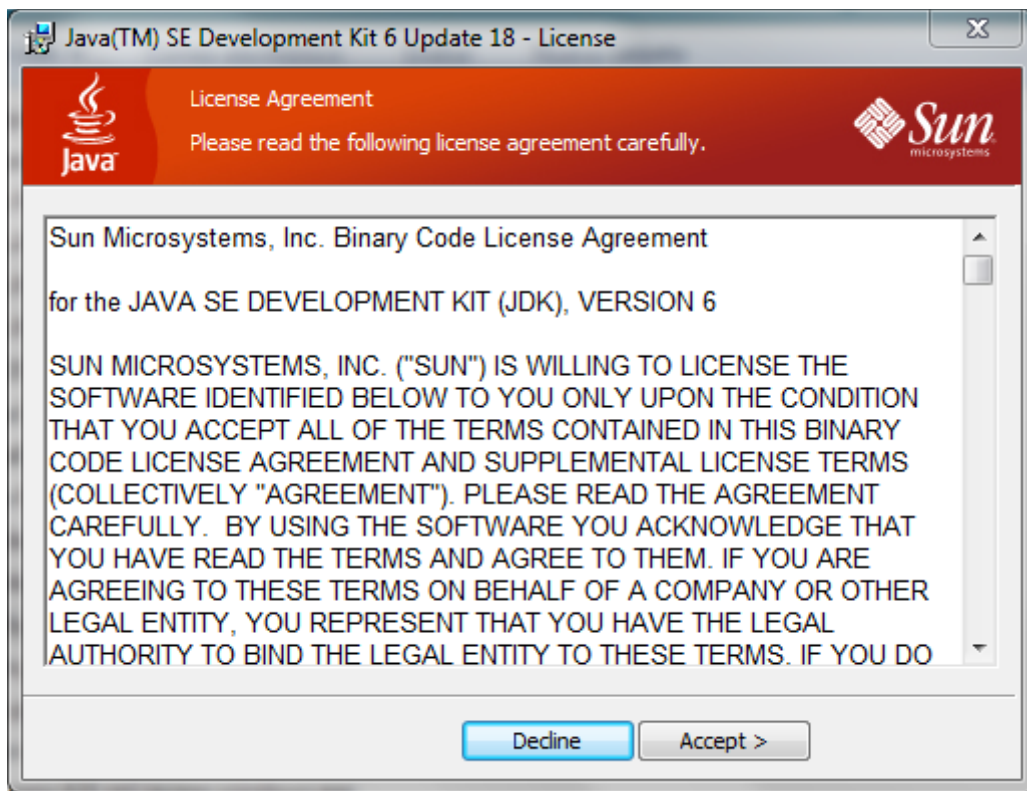 Java(TM) SE Development Kit 6 Update 18 - License
License Agreement
Please read the following license agreement carefully.
Java
Sun
microsystems
Sun Microsystems, Inc. Binary Code License Agreement
for the JAVA SE DEVELOPMENT KIT (JDK), VERSION 6
SUN MICROSYSTEMS, INC. ("SUN") IS WILLING TO LICENSE THE
SOFTWARE IDENTIFIED BELOW TO YOU ONLY UPON THE CONDITION
THAT YOU ACCEPT ALL OF THE TERMS CONTAINED IN THIS BINARY
CODE LICENSE AGREEMENT AND SUPPLEMENTAL LICENSE TERMS
(COLLECTIVELY "AGREEMENT"). PLEASE READ THE AGREEMENT
CAREFULLY.  BY USING THE SOFTWARE YOU ACKNOWLEDGE THAT
YOU HAVE READ THE TERMS AND AGREE TO THEM. IF YOU ARE
AGREEING TO THESE TERMS ON BEHALF OF A COMPANY OR OTHER
LEGAL ENTITY, YOU REPRESENT THAT YOU HAVE THE LEGAL
AUTHORITY TO BIND THE LEGAL ENTITY TO THESE TERMS. IF YOU DO
Decline
Accept >